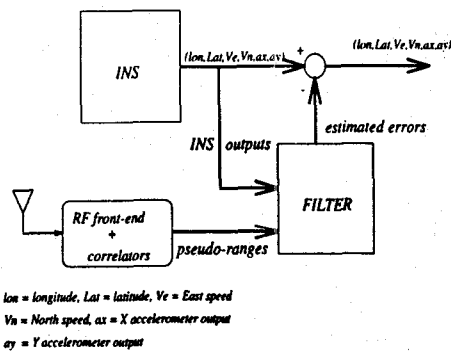 (lon,Lat,Ve,Vn,ax,ay)
+
(lon,Lat,Ve,Vn,ax,ay)
INS
-
estimated errors
INS outputs
FILTER
RF front-end
+
correlators
pseudo-ranges
lon = longitude, Lat = latitude, Ve = East speed
Vn = North speed, ax = X accelerometer output
ay = Y accelerometer output